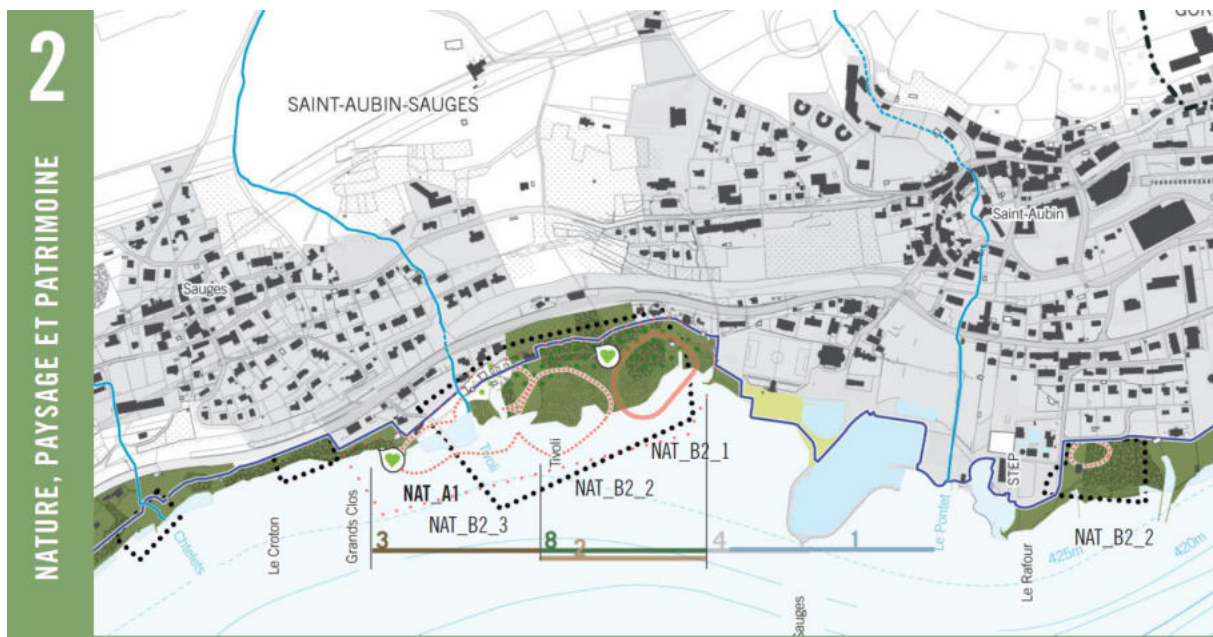 2
NATURE, PAYSAGE ET PATRIMOINE
SAINT-AUBIN-SAUGES
Saint-Aubin
Sauges
Tivoli
Tivoli
NAT_B2_1
NAT_A1
NAT_B2_2
NAT_B2_3
Chtelets
Le Croton
Grands Clos
3
8
2
4
1
Le Pontet
STEP
NAT_B2_2
Le Rafour
425m
420m
Sauges